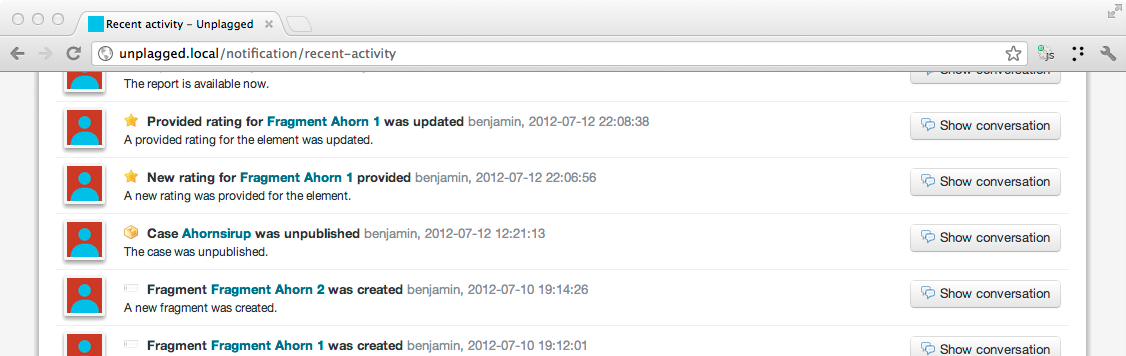 Recent activity – Unplagged
unplagged.local/notification/recent-activity
js
The report is available now.
Show conversation
Provided rating for Fragment Ahorn 1 was updated benjamin, 2012-07-12 22:08:38
Show conversation
A provided rating for the element was updated.
New rating for Fragment Ahorn 1 provided benjamin, 2012-07-12 22:06:56
Show conversation
A new rating was provided for the element.
Case Ahornsirup was unpublished benjamin, 2012-07-12 12:21:13
Show conversation
The case was unpublished.
Fragment Fragment Ahorn 2 was created benjamin, 2012-07-10 19:14:26
Show conversation
A new fragment was created.
Fragment Fragment Ahorn 1 was created benjamin, 2012-07-10 19:12:01
Show conversation